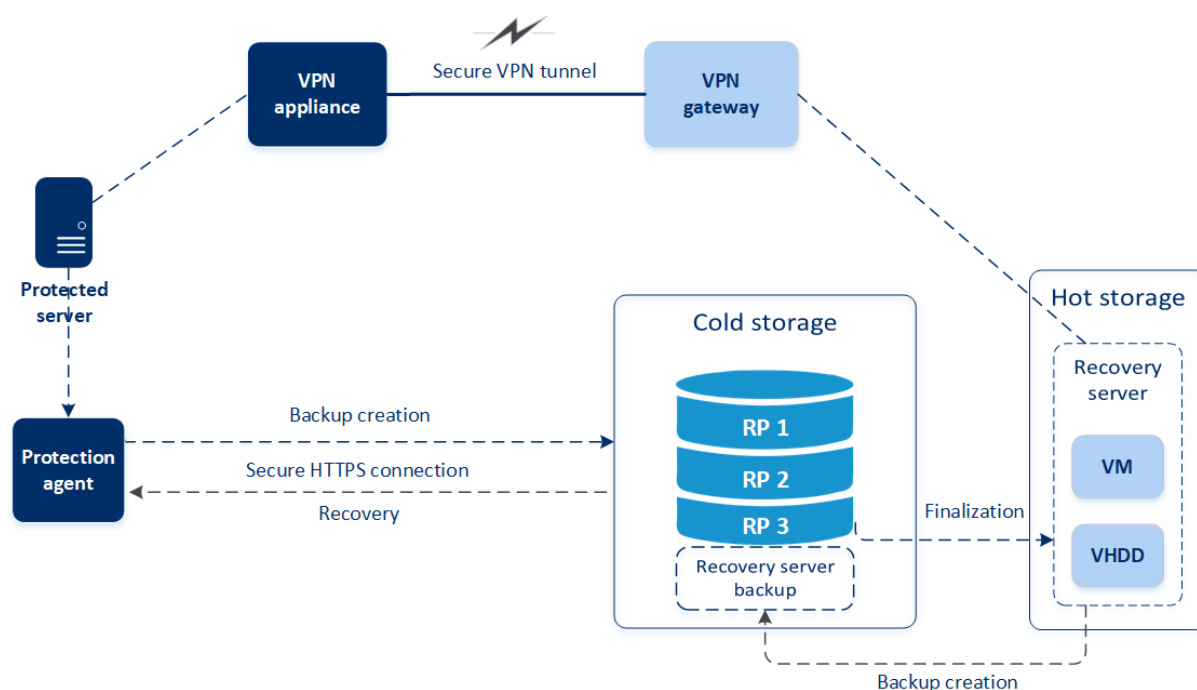 VPN
appliance
Secure VPN tunnel
VPN
gateway
Protected
server
Cold storage
Hot storage
RP 1
RP 2
RP 3
Recovery server
backup
Recovery
server
VM
VHDD
Protection
agent
Backup creation
Secure HTTPS connection
Recovery
Finalization
Backup creation